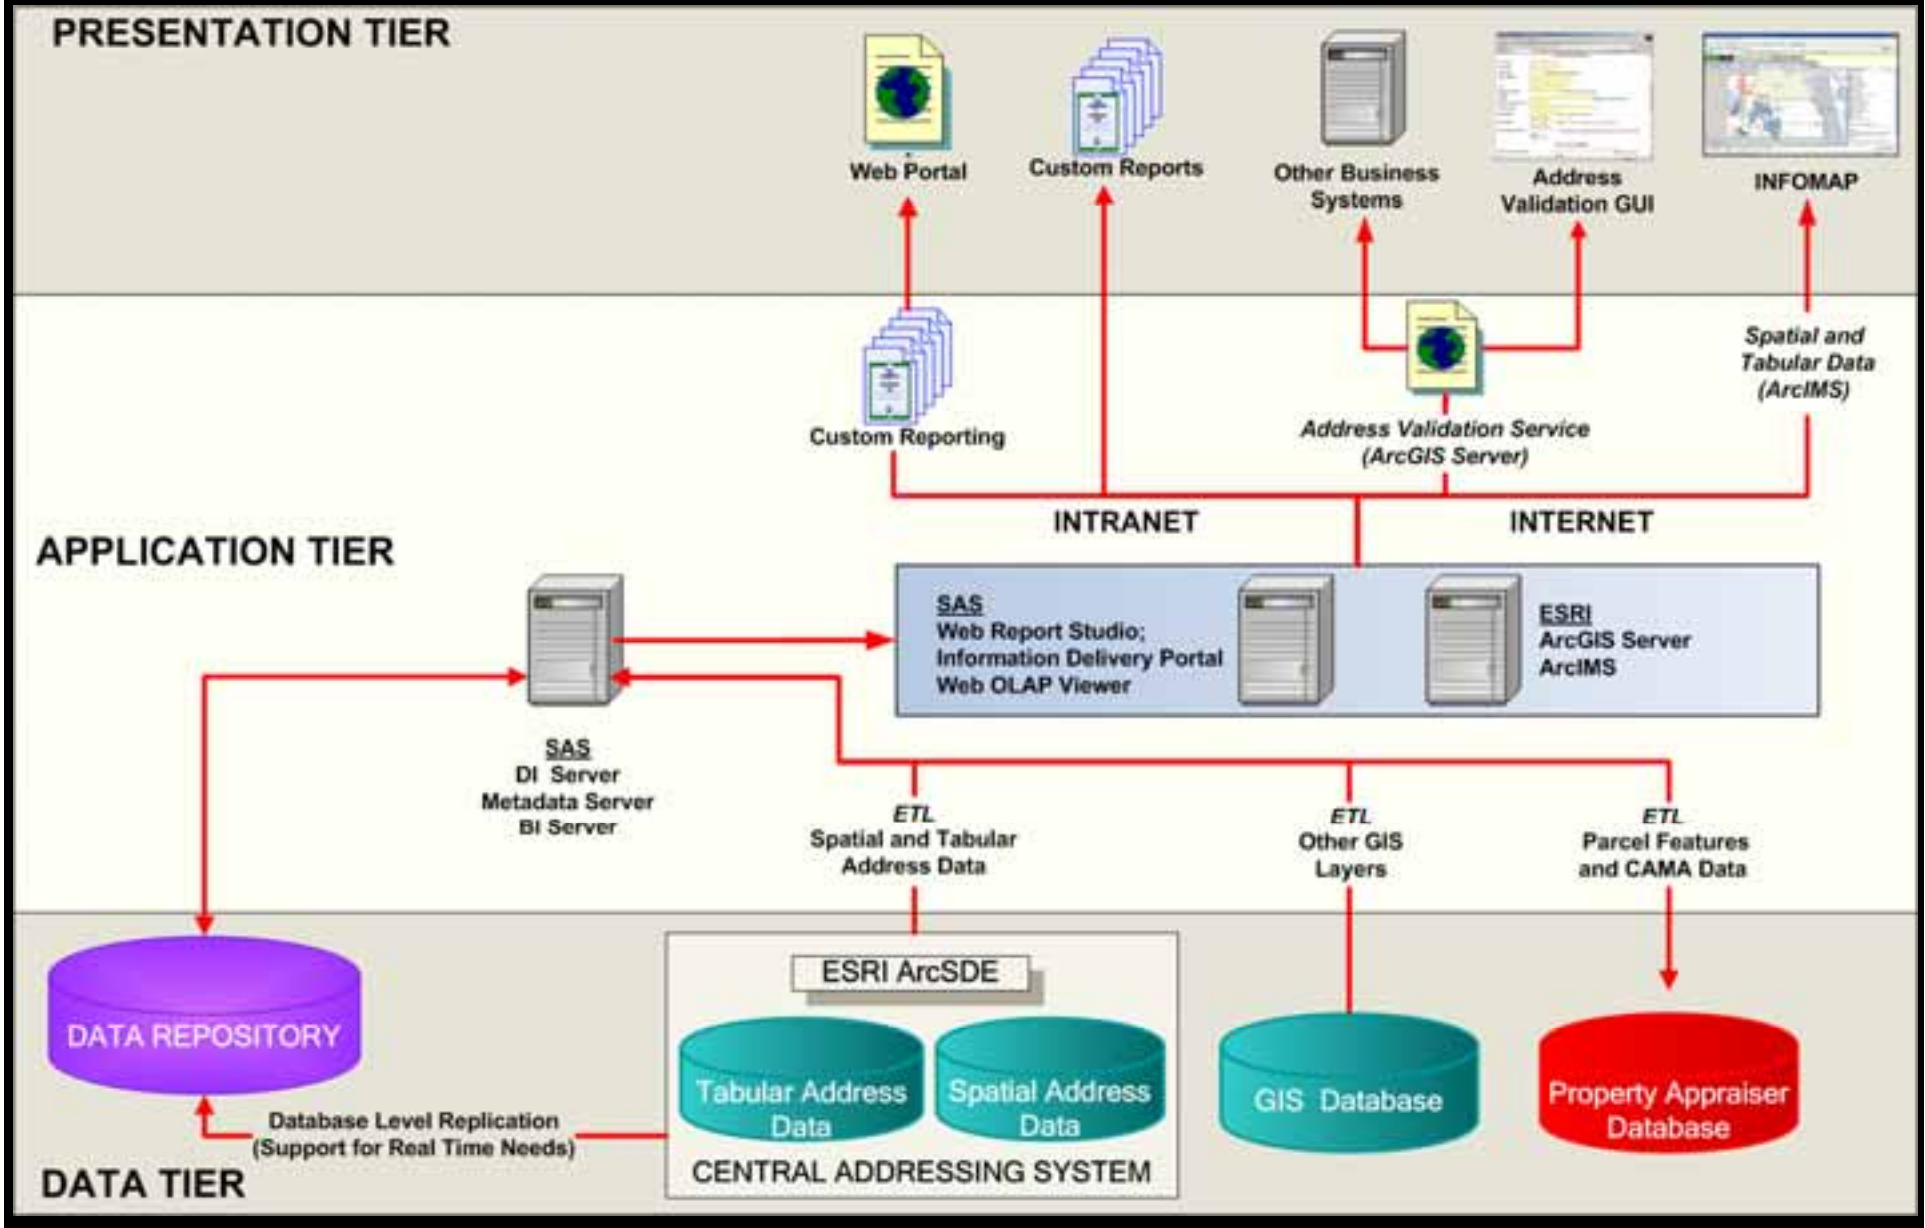 PRESENTATION TIER
Web Portal
Custom Reports
Other Business
Systems
Address
Validation GUI
INFOMAP
Spatial and
Tabular Data
(ArcIMS)
Custom Reporting
Address Validation Service
(ArcGIS Server)
INTRANET
INTERNET
APPLICATION TIER
SAS
Web Report Studio;
Information Delivery Portal
Web OLAP Viewer
ESRI
ArcGIS Server
ArcIMS
SAS
DI Server
Metadata Server
BI Server
ETL
Spatial and Tabular
Address Data
ETL
Other GIS
Layers
ETL
Parcel Features
and CAMA Data
ESRI ArcSDE
DATA REPOSITORY
Tabular Address
Data
Spatial Address
Data
GIS Database
Property Appraiser
Database
Database Level Replication
(Support for Real Time Needs)
CENTRAL ADDRESSING SYSTEM
DATA TIER